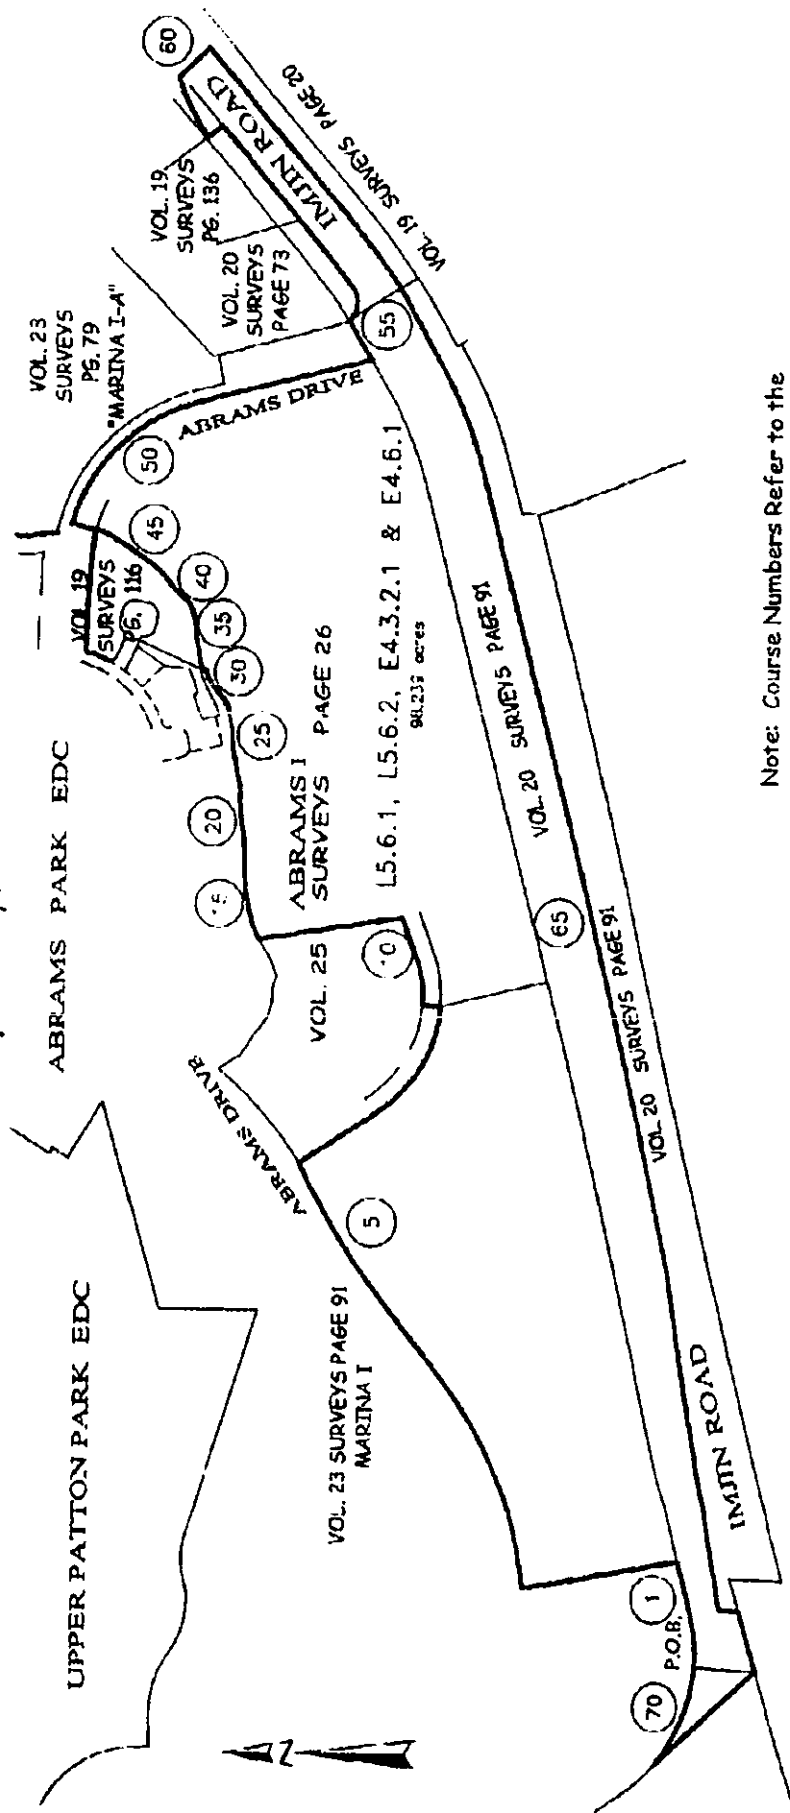 UPPER PATTON PARK EDC
ABRAMS PARK EDC
VOL. 23
SURVEYS
PG. 79
"MARINA I-A"
VOL. 19
SURVEYS
PG. 136
VOL. 20
SURVEYS
PAGE 73
60
IMJIN ROAD
VOL. 19 SURVEYS PAGE 20
VOL. 19
SURVEYS
PG. 116
50
45
40
35
30
25
20
15
ABRAMS DRIVE
55
ABRAMS I
VOL. 25 SURVEYS PAGE 26
L5.6.1, L5.6.2, E4.3.2.1 & E4.6.1
acres
10
ABRAMS DRIVE
5
VOL. 23 SURVEYS PAGE 91
MARINA I
VOL. 20 SURVEYS PAGE 91
65
VOL. 20 SURVEYS PAGE 91
IMJIN ROAD
1
P.O.B.
70
N
Note: Course Numbers Refer to the